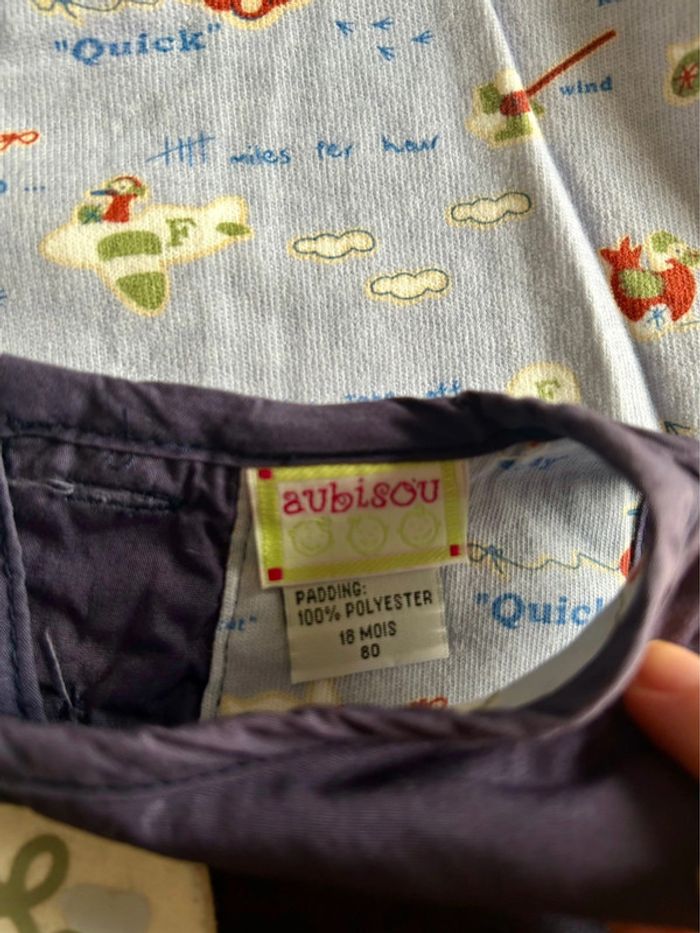 "Quick"
wind
miles per hour
F
F
aubisou
PADDING:
100% POLYESTER
18 MOIS
80
"Quick